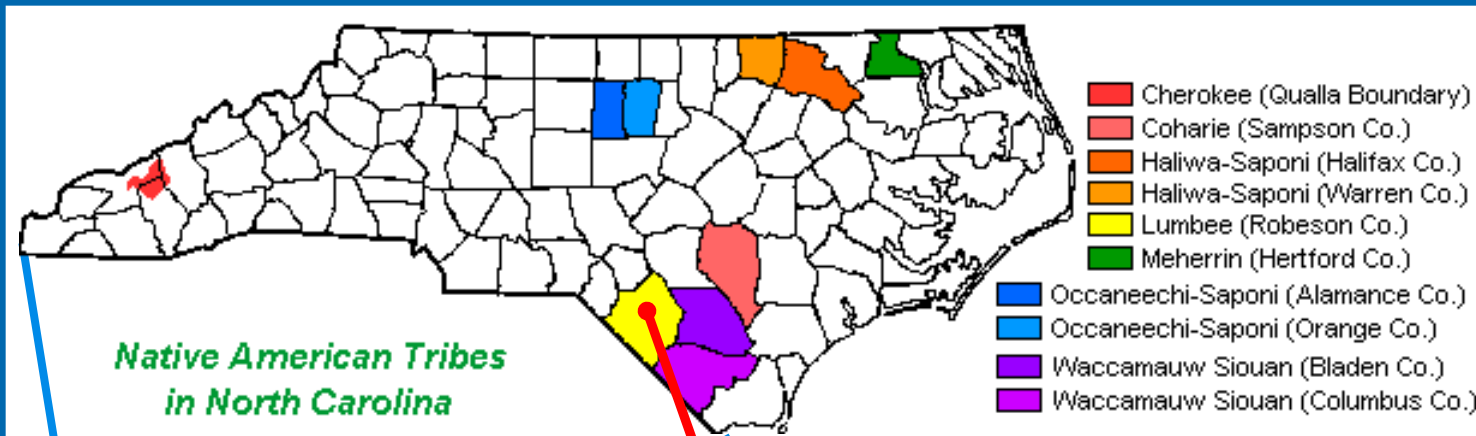 Cherokee (Qualla Boundary)
Coharie (Sampson Co.)
Haliwa-Saponi (Halifax Co.)
Haliwa-Saponi (Warren Co.)
Lumbee (Robeson Co.)
Meherrin (Hertford Co.)
Occaneechi-Saponi (Alamance Co.)
Occaneechi-Saponi (Orange Co.)
Waccamauw Siouan (Bladen Co.)
Waccamauw Siouan (Columbus Co.)
Native American Tribes
in North Carolina